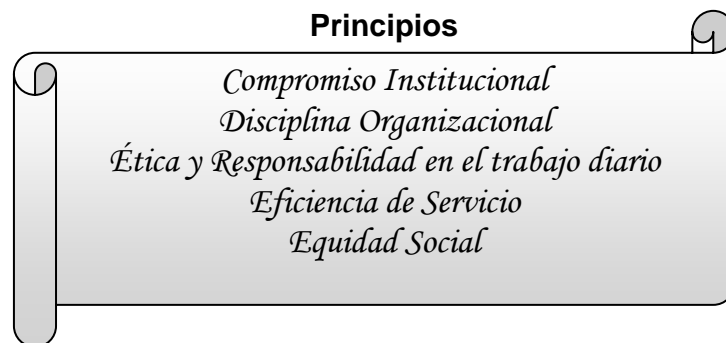 Principios
Compromiso Institucional
Disciplina Organizacional
Ética y Responsabilidad en el trabajo diario
Eficiencia de Servicio
Equidad Social